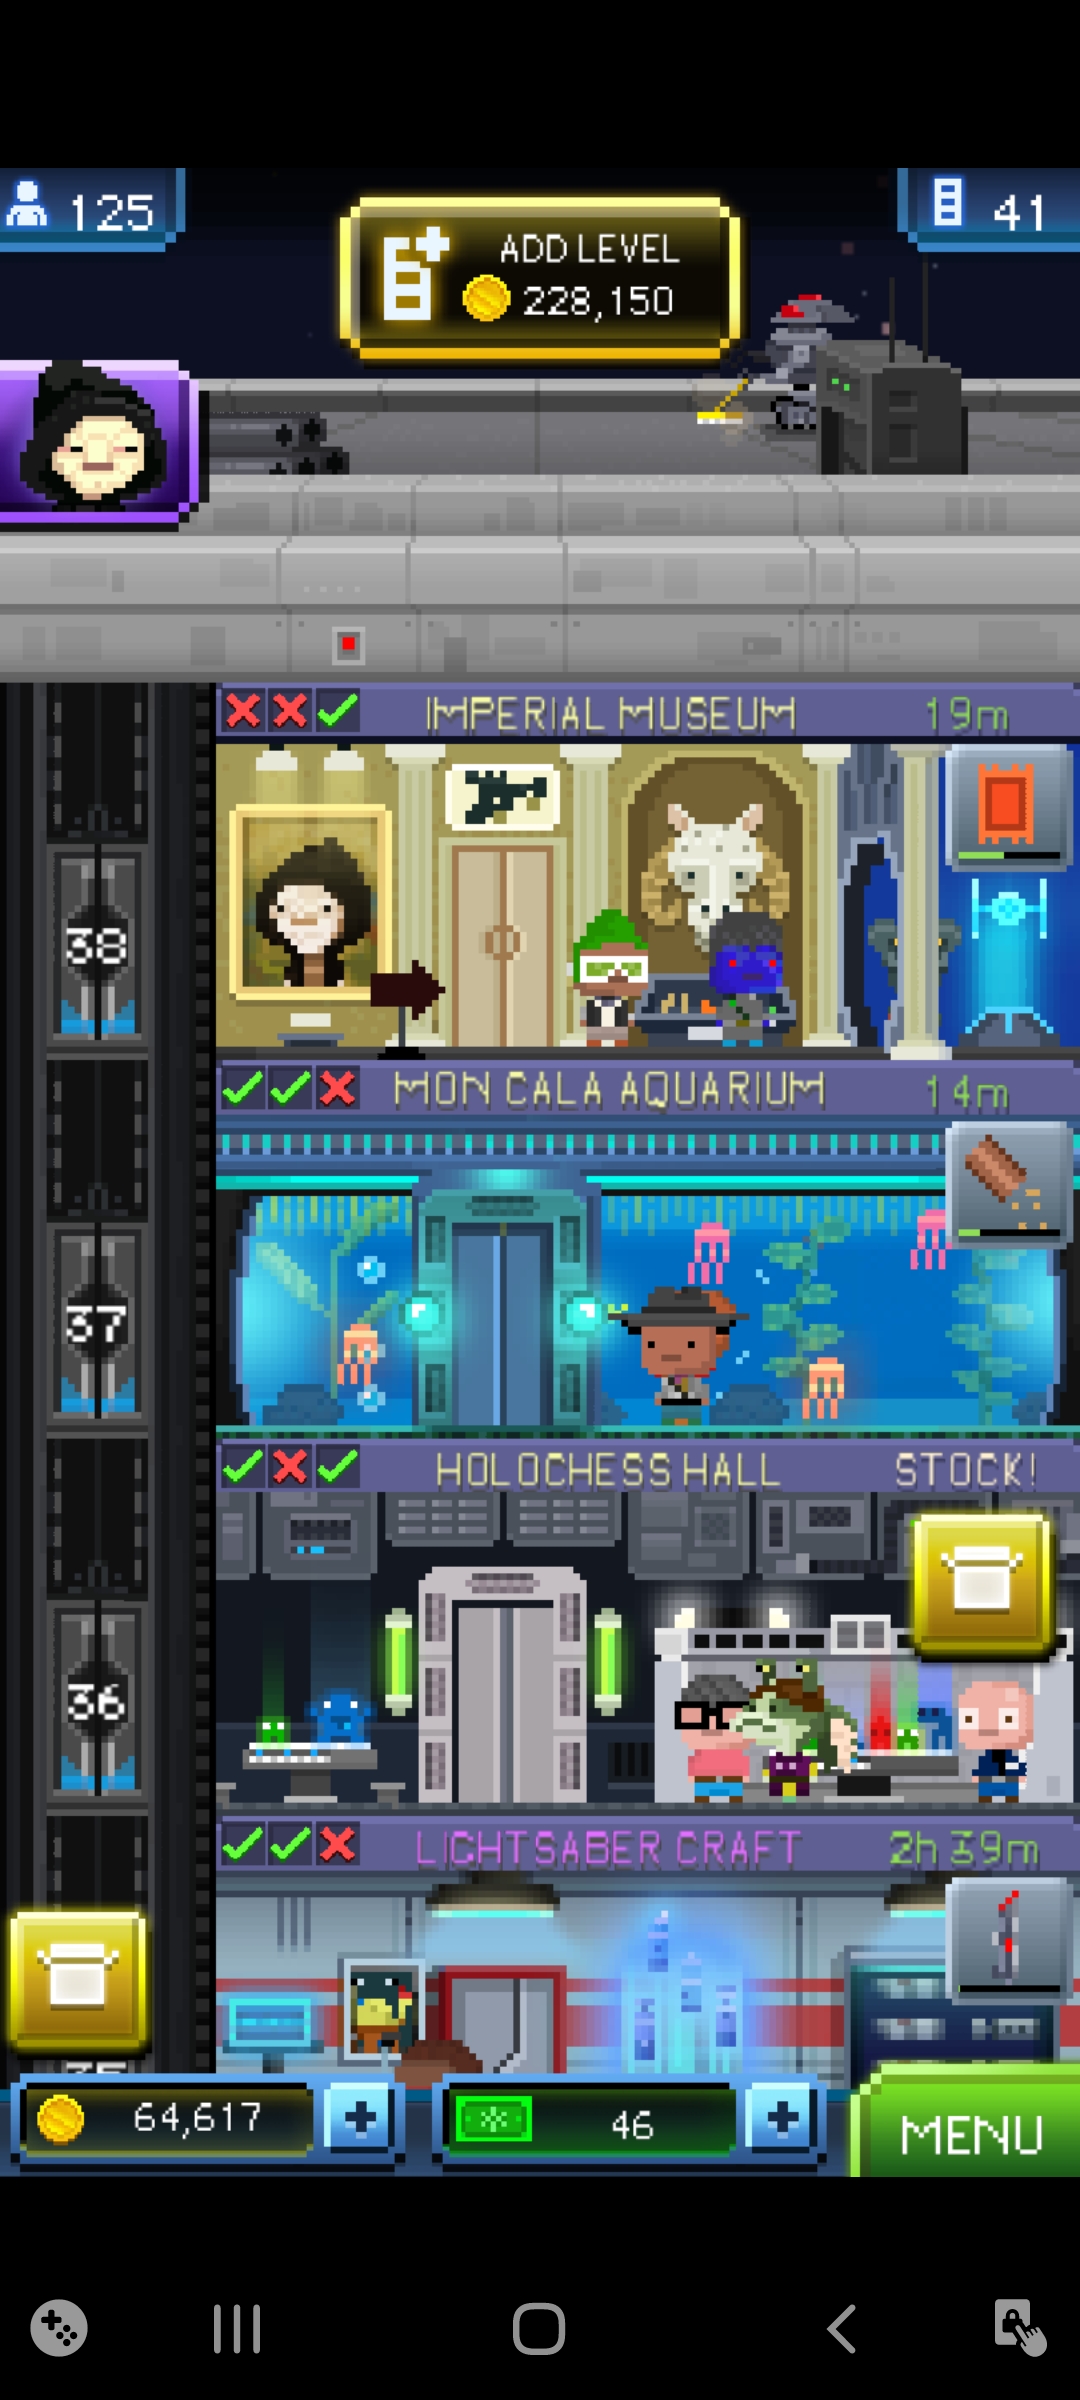 125
ADD LEVEL
228,150
41
IMPERIAL MUSEUM 19m
38
MON CALA AQUARIUM 14m
37
HOLOCHESS HALL STOCK!
36
LIGHTSABER CRAFT 2h 39m
35
64,617
46
MENU